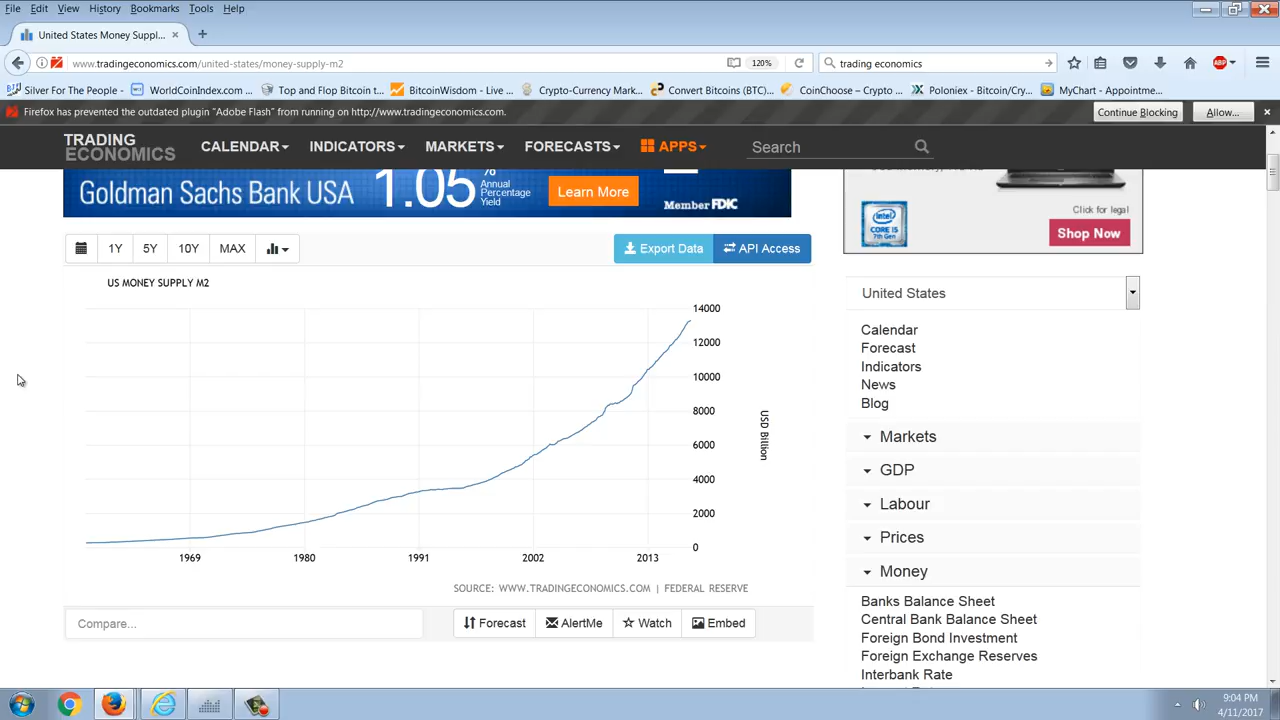 File Edit View History Bookmarks Tools Help
United States Money Suppl...
www.tradingeconomics.com/united-states/money-supply-m2
120%
trading economics
ABP
Silver For The People - ...
WorldCoinIndex.com ...
Top and Flop Bitcoin t...
BitcoinWisdom - Live ...
Crypto-Currency Mark...
Convert Bitcoins (BTC)...
CoinChoose – Crypto ...
Poloniex - Bitcoin/Cry...
MyChart - Appointme...
Firefox has prevented the outdated plugin "Adobe Flash" from running on http://www.tradingeconomics.com.
Continue Blocking
Allow...
TRADING
ECONOMICS
CALENDAR
INDICATORS
MARKETS
FORECASTS
APPS
Search
Goldman Sachs Bank USA
1.05%
Annual
Percentage
Yield
Learn More
Member FDIC
intel
CORE i5
7th Gen
Click for legal
Shop Now
1Y
5Y
10Y
MAX
Export Data
API Access
US MONEY SUPPLY M2
14000
12000
10000
8000
6000
4000
2000
0
USD Billion
1969
1980
1991
2002
2013
SOURCE: WWW.TRADINGECONOMICS.COM | FEDERAL RESERVE
Compare...
Forecast
AlertMe
Watch
Embed
United States
Calendar
Forecast
Indicators
News
Blog
Markets
GDP
Labour
Prices
Money
Banks Balance Sheet
Central Bank Balance Sheet
Foreign Bond Investment
Foreign Exchange Reserves
Interbank Rate
9:04 PM
4/11/2017